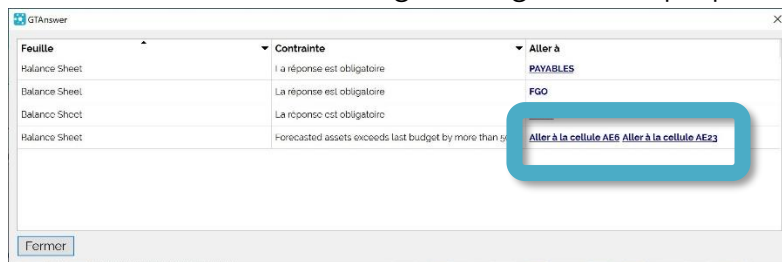 GTAnswer
Feuille Contrainte Aller à
Balance Sheet La réponse est obligatoire PAYABLES
Balance Sheet La réponse est obligatoire FGO
Balance Sheet La réponse est obligatoire
Balance Sheet Forecasted assets exceeds last budget by more than Aller à la cellule AE6 Aller à la cellule AE23
Fermer